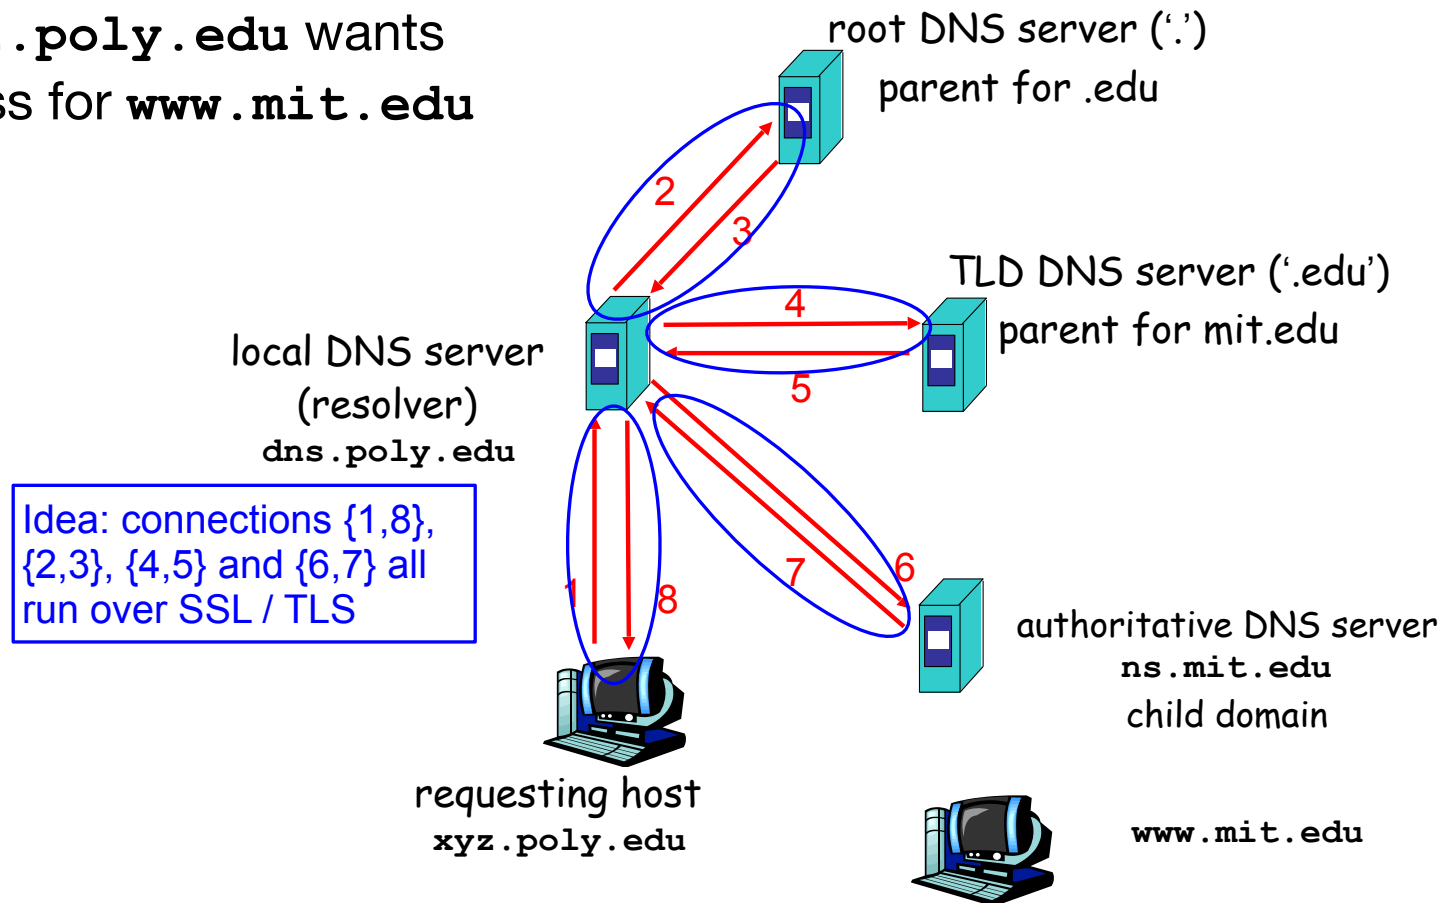 .poly.edu wants
ss for www.mit.edu
root DNS server (‘.’)
parent for .edu
2
3
TLD DNS server (‘.edu’)
parent for mit.edu
4
5
local DNS server
(resolver)
dns.poly.edu
Idea: connections {1,8},
{2,3}, {4,5} and {6,7} all
run over SSL / TLS
1
8
7
6
authoritative DNS server
ns.mit.edu
child domain
requesting host
xyz.poly.edu
www.mit.edu